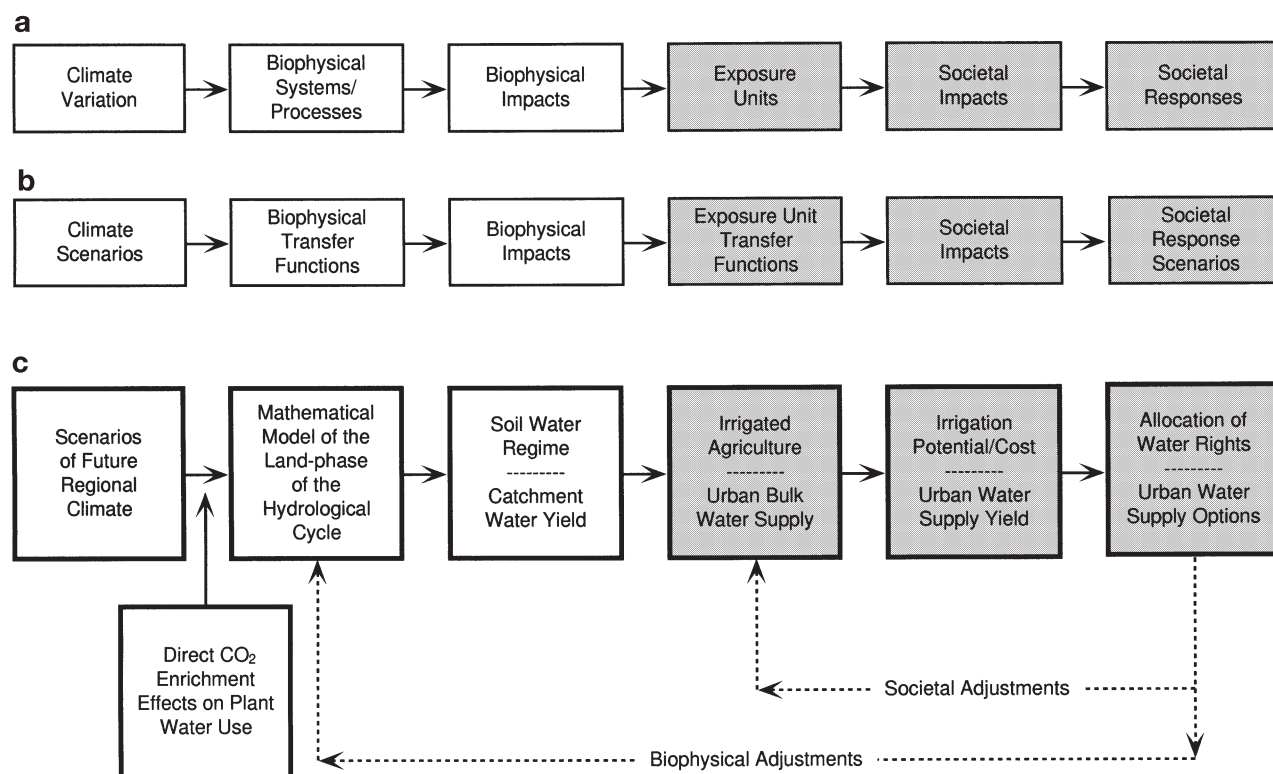 a
Climate
Variation
Biophysical
Systems/
Processes
Biophysical
Impacts
Exposure
Units
Societal
Impacts
Societal
Responses
b
Climate
Scenarios
Biophysical
Transfer
Functions
Biophysical
Impacts
Exposure Unit
Transfer
Functions
Societal
Impacts
Societal
Response
Scenarios
c
Scenarios
of Future
Regional
Climate
Mathematical
Model of the
Land-phase
of the
Hydrological
Cycle
Soil Water
Regime
---------
Catchment
Water Yield
Irrigated
Agriculture
---------
Urban Bulk
Water Supply
Irrigation
Potential/Cost
---------
Urban Water
Supply Yield
Allocation of
Water Rights
---------
Urban Water
Supply Options
Direct CO₂
Enrichment
Effects on Plant
Water Use
Societal Adjustments
Biophysical Adjustments